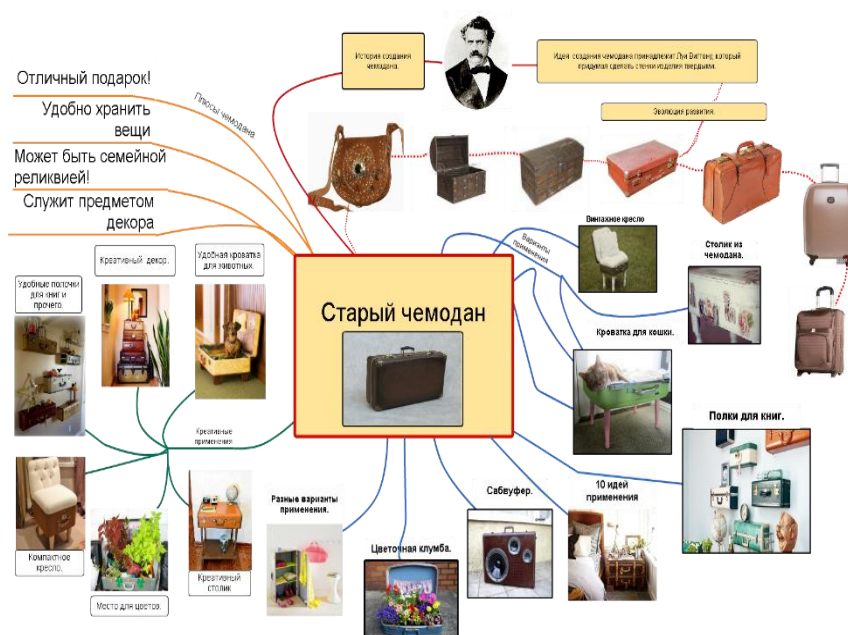 История создания
чемодана.
Идея создания чемодана принадлежит Луи Виттону, который
придумал сделать стенки изделия твердыми.
Эволюция развития.
Отличный подарок!
Удобно хранить
вещи
Может быть семейной
реликвией!
Служит предметом
декора
Плюсы чемодана
Варианты
применения
Винтажное кресло
Столик из
чемодана.
Креативный декор.
Удобная кроватка
для животных.
Удобные полочки
для книг и
прочего.
Старый чемодан
Кроватка для кошки.
Полки для книг.
Креативные
применения
Разные варианты
применения.
Цветочная клумба.
Сабвуфер.
10 идей
применения
Компактное
кресло.
Место для цветов.
Креативный
столик